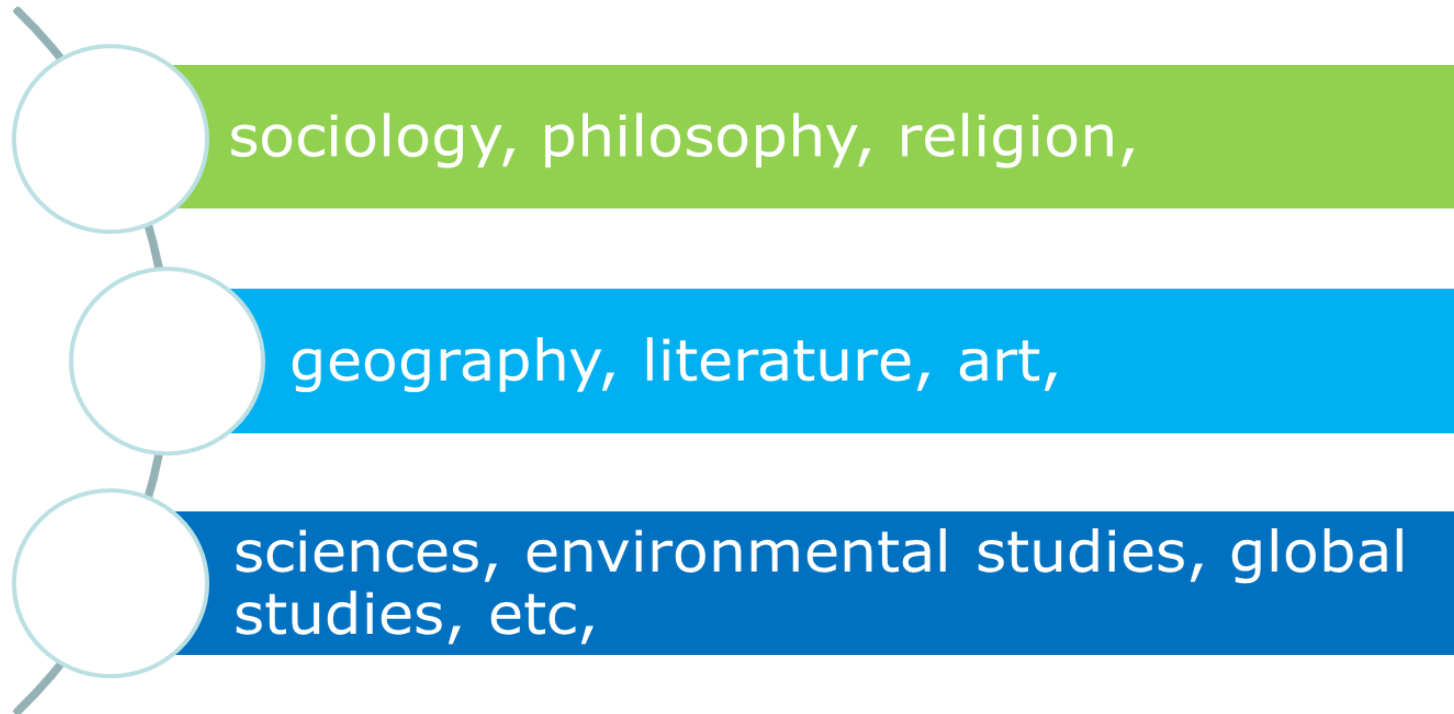 sociology, philosophy, religion,
geography, literature, art,
sciences, environmental studies, global
studies, etc,